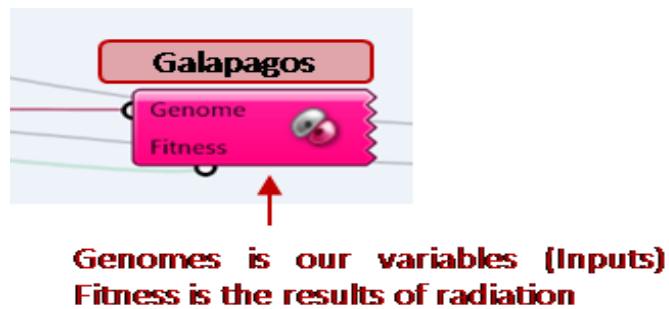 Galapagos
Genome
Fitness
Genomes is our variables (Inputs)
Fitness is the results of radiation